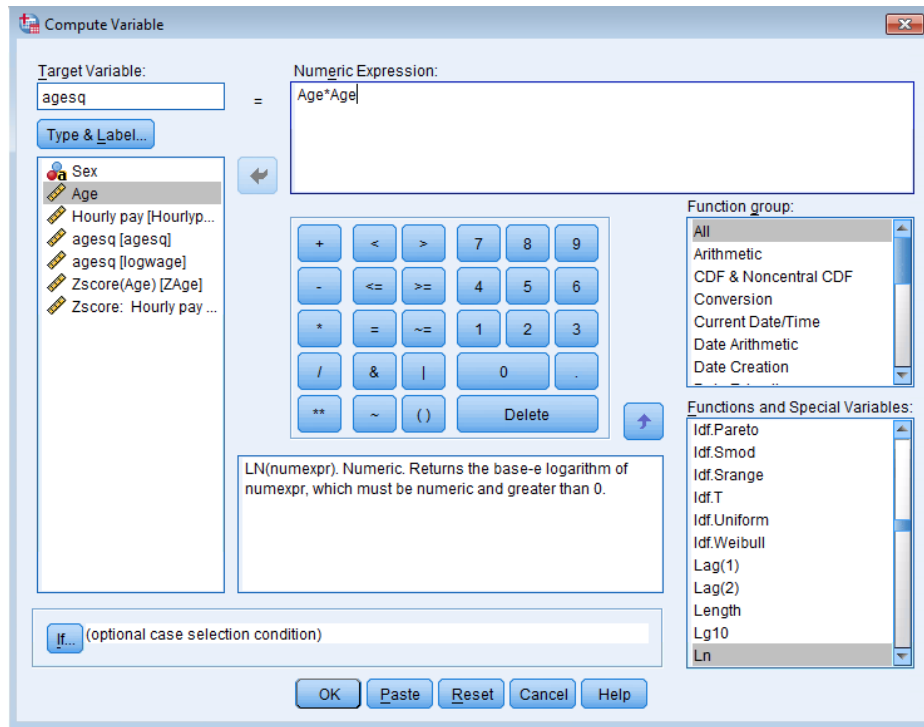 Compute Variable
Target Variable:
agesq
=
Numeric Expression:
Age*Age
Type & Label...
Sex
Age
Hourly pay [Hourlyp...
agesq [agesq]
agesq [logwage]
Zscore(Age) [ZAge]
Zscore: Hourly pay ...
+ < > 7 8 9
- <= >= 4 5 6
* = ~= 1 2 3
/ & | 0 .
** ~ ( ) Delete
Function group:
All
Arithmetic
CDF & Noncentral CDF
Conversion
Current Date/Time
Date Arithmetic
Date Creation
LN(numexpr). Numeric. Returns the base-e logarithm of
numexpr, which must be numeric and greater than 0.
Functions and Special Variables:
Idf.Pareto
Idf.Smod
Idf.Srange
Idf.T
Idf.Uniform
Idf.Weibull
Lag(1)
Lag(2)
Length
Lg10
Ln
If... (optional case selection condition)
OK Paste Reset Cancel Help